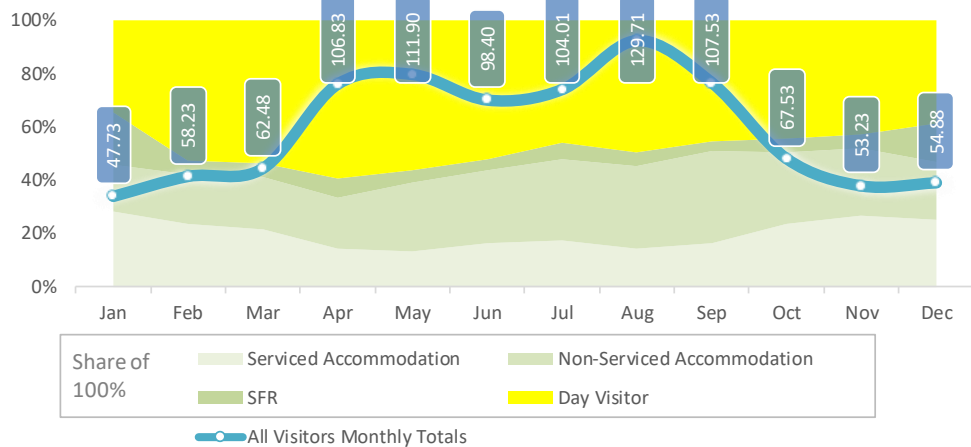 100%
80%
60%
40%
20%
0%
47.73
58.23
62.48
106.83
111.90
98.40
104.01
129.71
107.53
67.53
53.23
54.88
Jan Feb Mar Apr May Jun Jul Aug Sep Oct Nov Dec
Share of
100%
Serviced Accommodation
Non-Serviced Accommodation
SFR
Day Visitor
All Visitors Monthly Totals